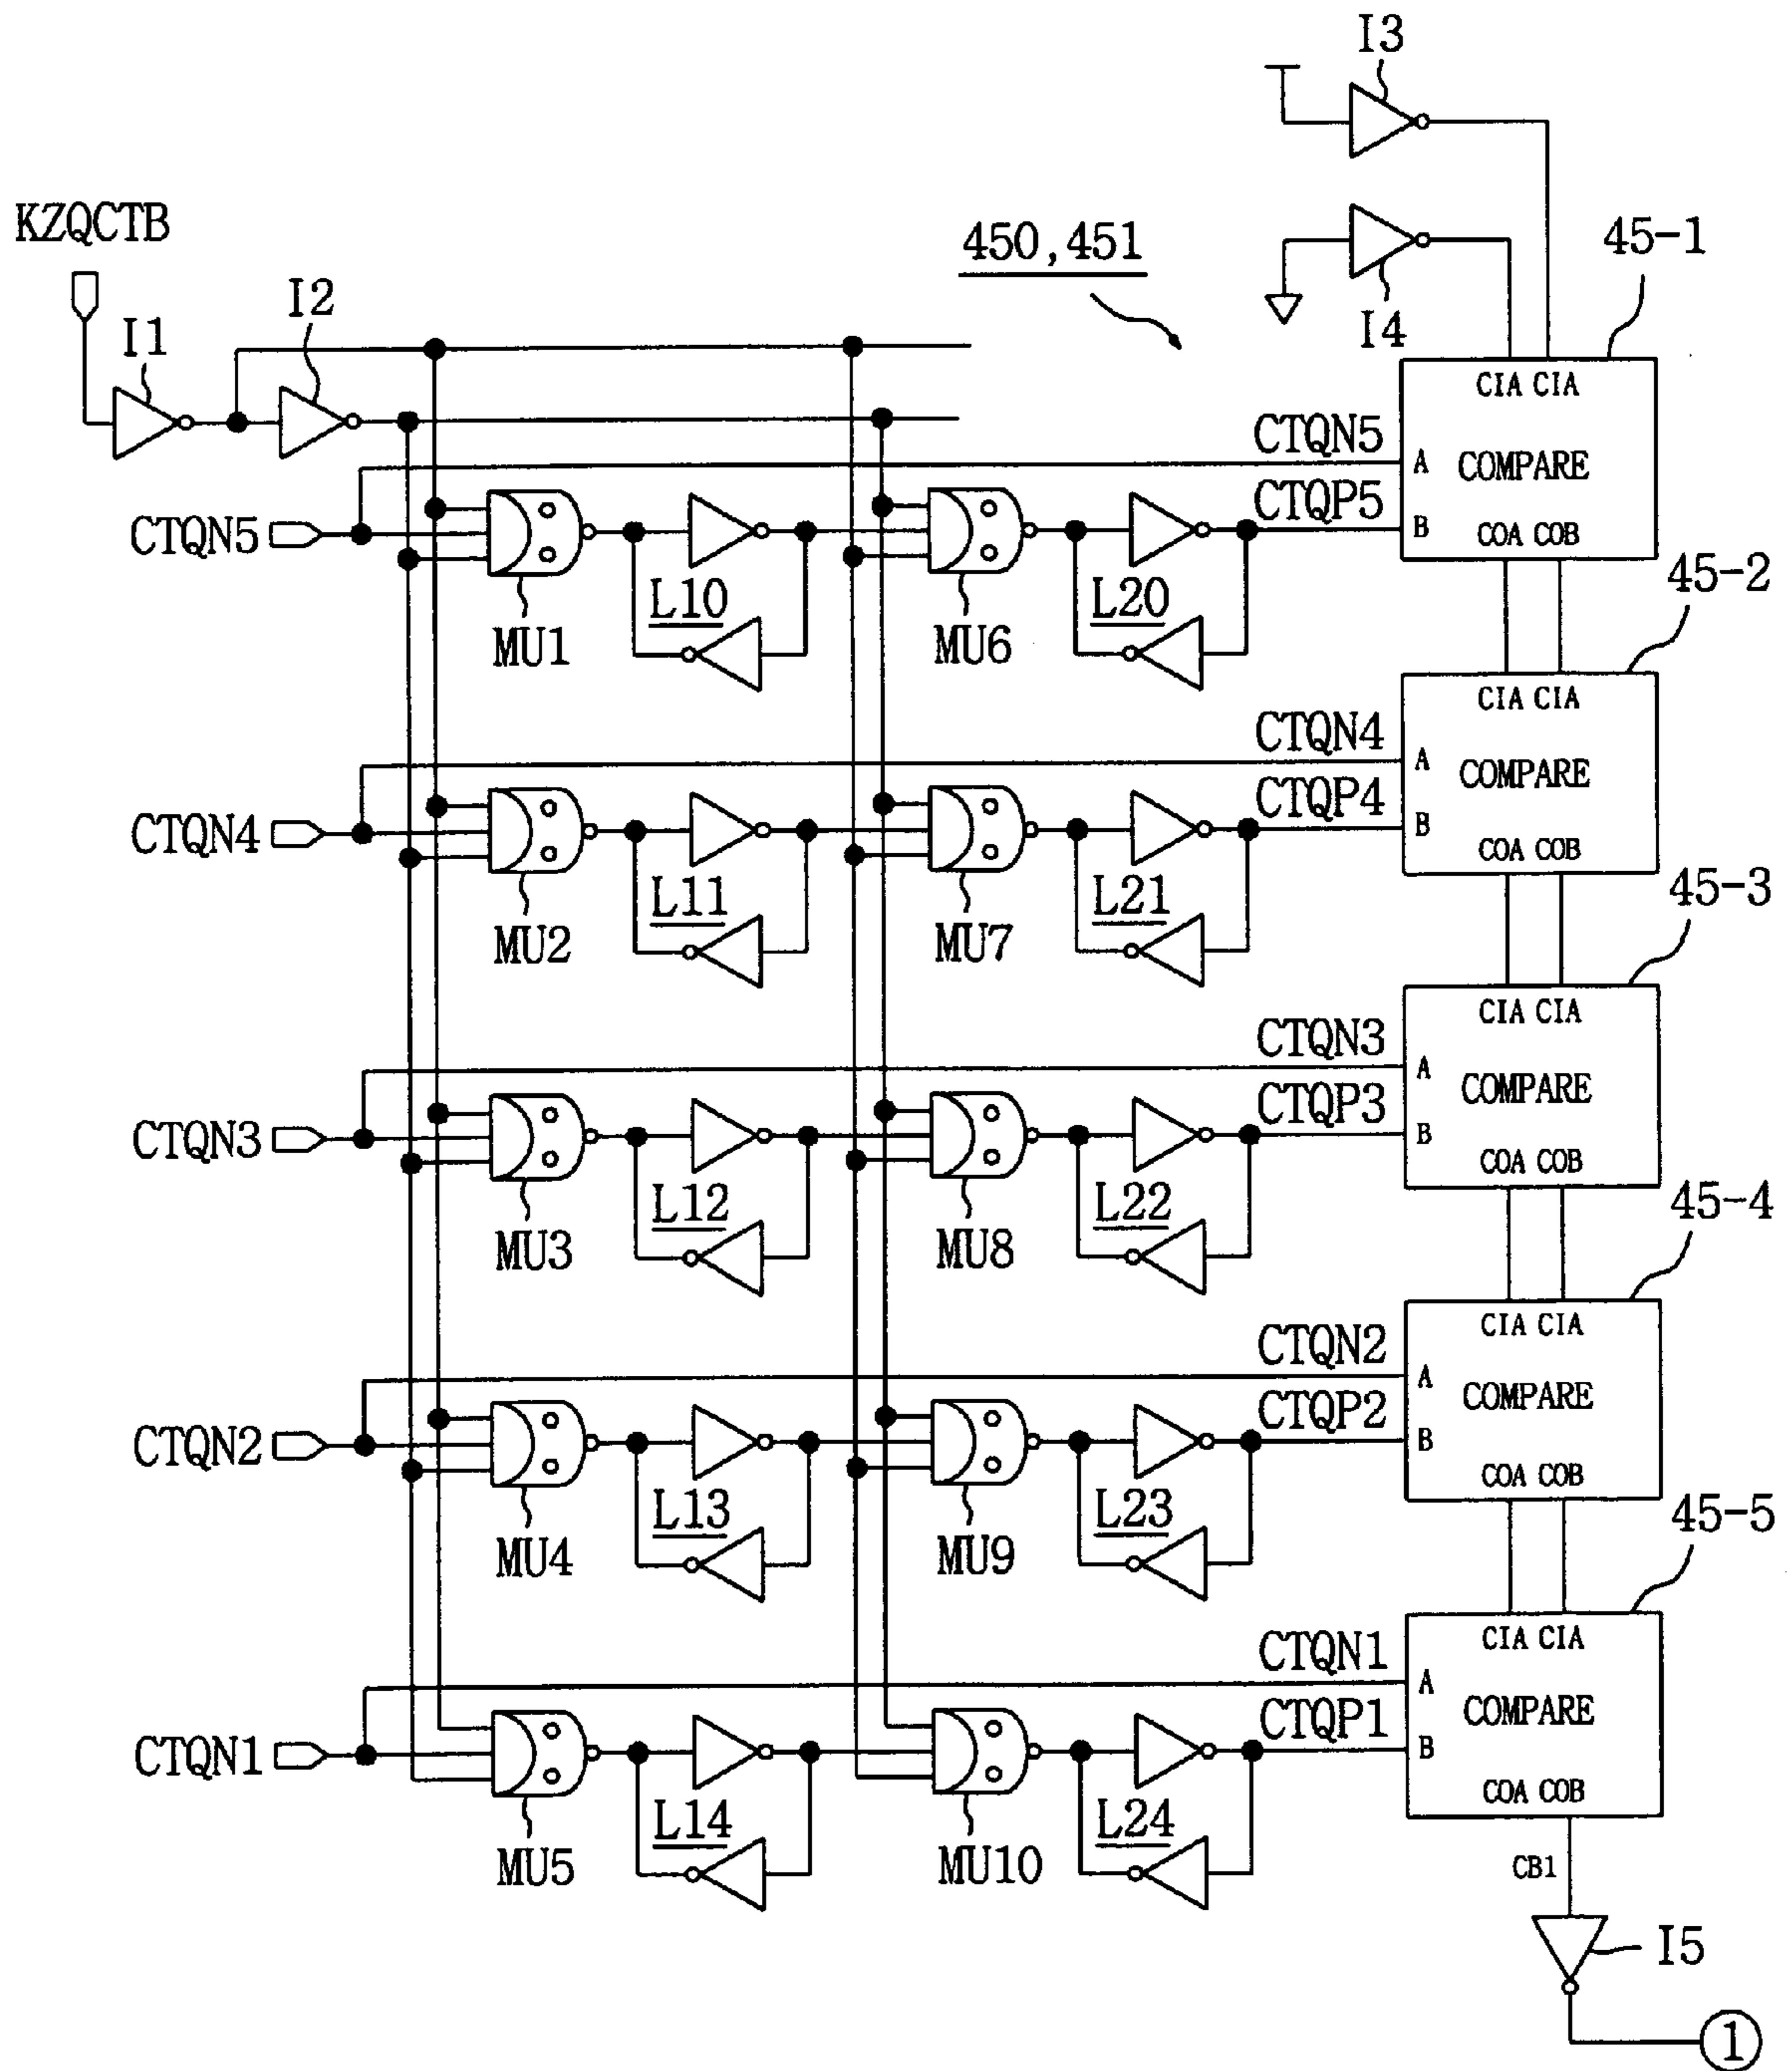 I3
KZQCTB
450,451
45-1
I1
I2
I4
CIA CIA
CTQN5
A
COMPARE
CTQP5
CTQN5
B
COA COB
45-2
L10
L20
MU1
MU6
CIA CIA
CTQN4
A
COMPARE
CTQP4
CTQN4
B
COA COB
45-3
L11
L21
MU2
MU7
CIA CIA
CTQN3
A
COMPARE
CTQP3
CTQN3
B
COA COB
45-4
L12
L22
MU3
MU8
CIA CIA
CTQN2
A
COMPARE
CTQP2
CTQN2
B
COA COB
45-5
L13
L23
MU4
MU9
CIA CIA
CTQN1
A
COMPARE
CTQP1
CTQN1
B
COA COB
L14
L24
MU5
MU10
CB1
I5
1